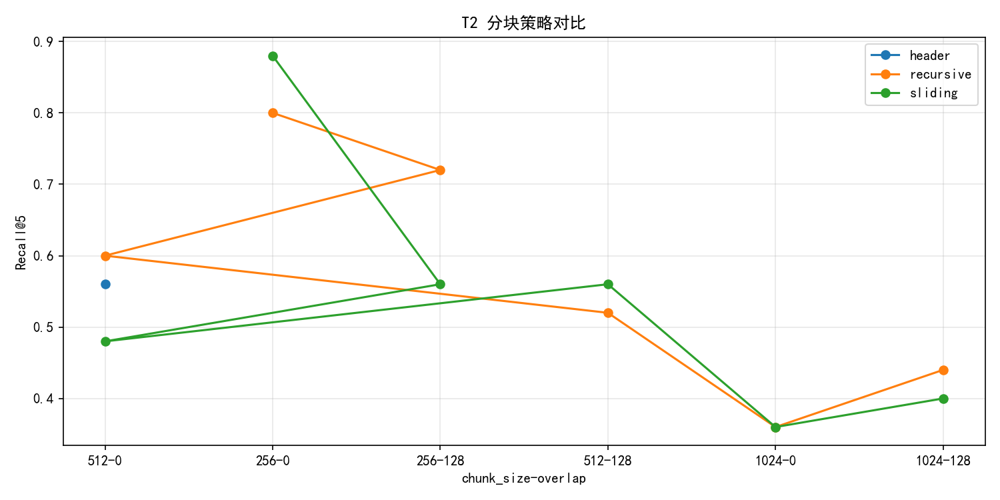 T2 分块策略对比
header
recursive
sliding
0.9
0.8
0.7
0.6
0.5
0.4
Recall@5
512-0
256-0
256-128
512-128
1024-0
1024-128
chunk_size-overlap